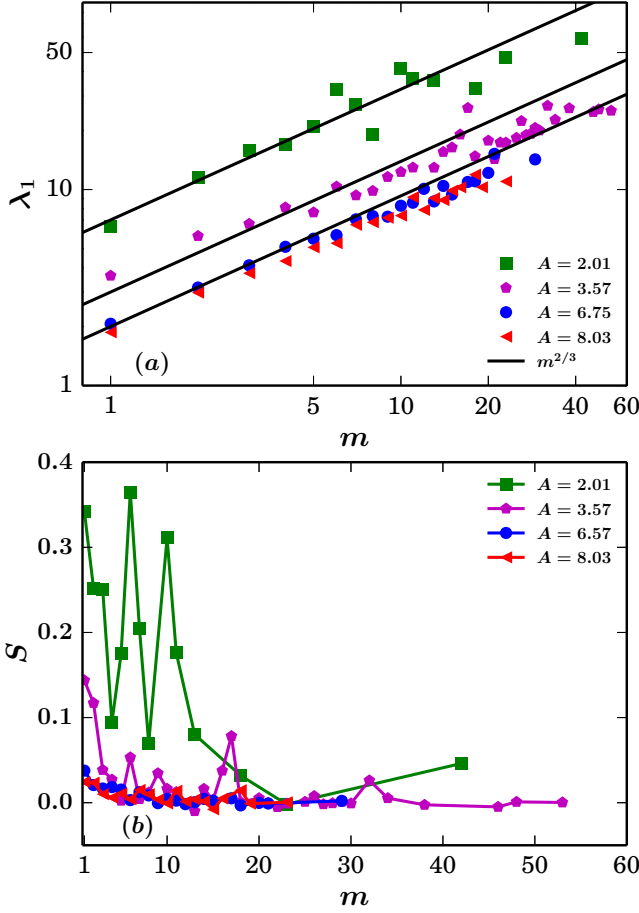 50
10
1
λ₁
A = 2.01
A = 3.57
A = 6.75
A = 8.03
m^{2/3}
(a)
1 5 10 20 40 60
m
0.4
0.3
0.2
0.1
0.0
S
A = 2.01
A = 3.57
A = 6.57
A = 8.03
(b)
1 10 20 30 40 50 60
m